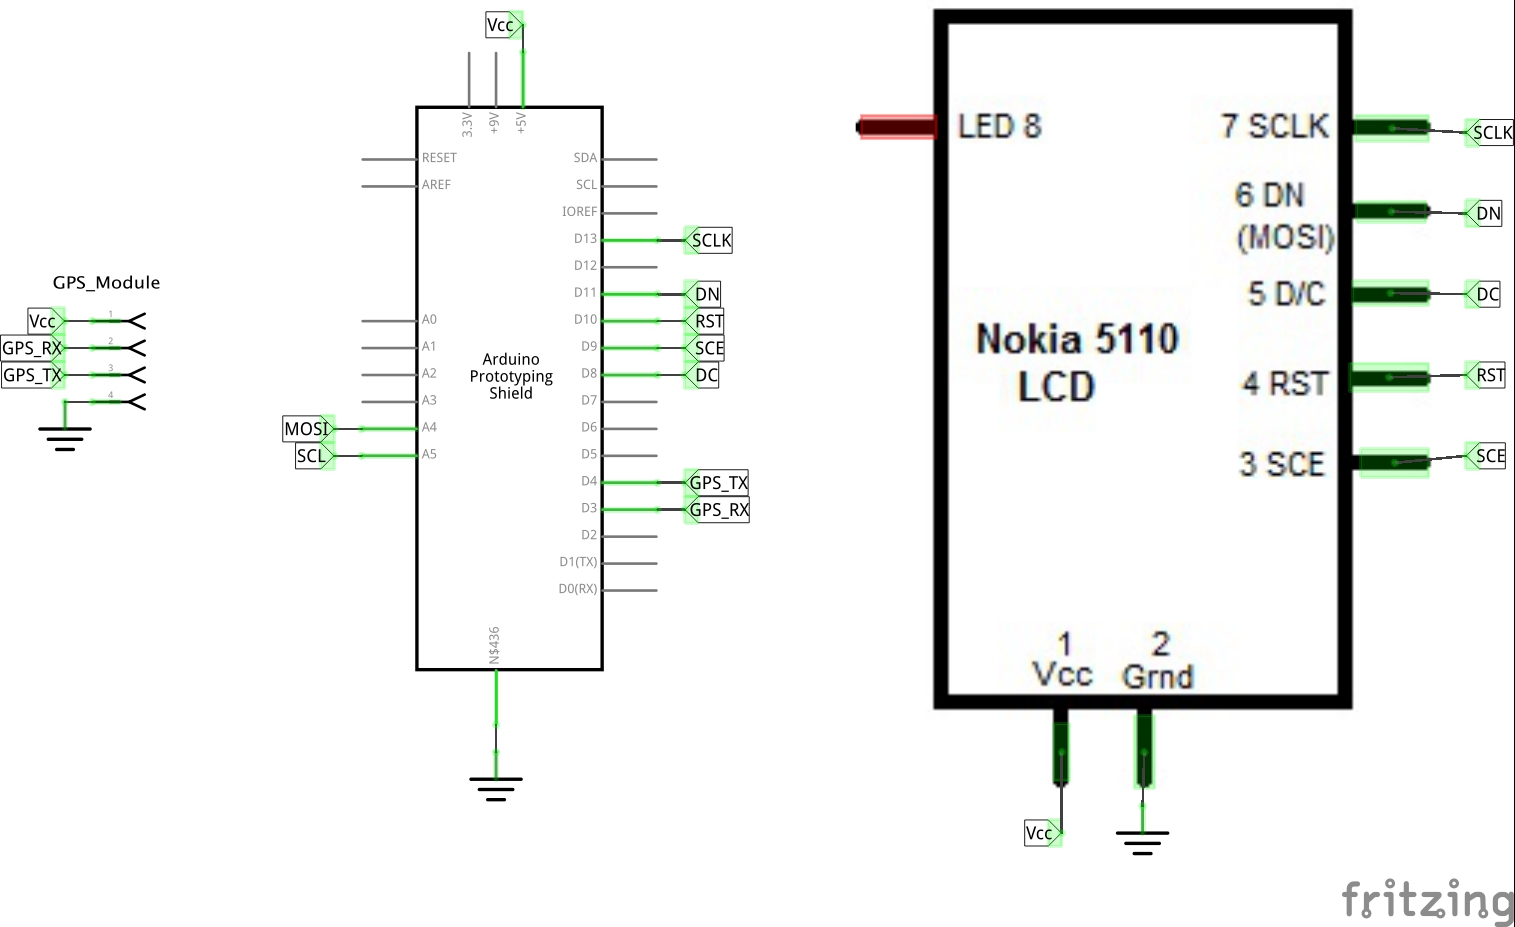 GPS_Module
Vcc
1
GPS_RX
2
GPS_TX
3
4
Vcc
3.3V
+9V
+5V
RESET
AREF
A0
A1
A2
A3
MOSI
A4
SCL
A5
Arduino
Prototyping
Shield
SDA
SCL
IOREF
D13
SCLK
D12
D11
DN
D10
RST
D9
SCE
D8
DC
D7
D6
D5
D4
GPS_TX
D3
GPS_RX
D2
D1(TX)
D0(RX)
N$436
LED 8
Nokia 5110
LCD
7 SCLK
SCLK
6 DN
(MOSI)
DN
5 D/C
DC
4 RST
RST
3 SCE
SCE
1
Vcc
2
Grnd
Vcc
fritzing